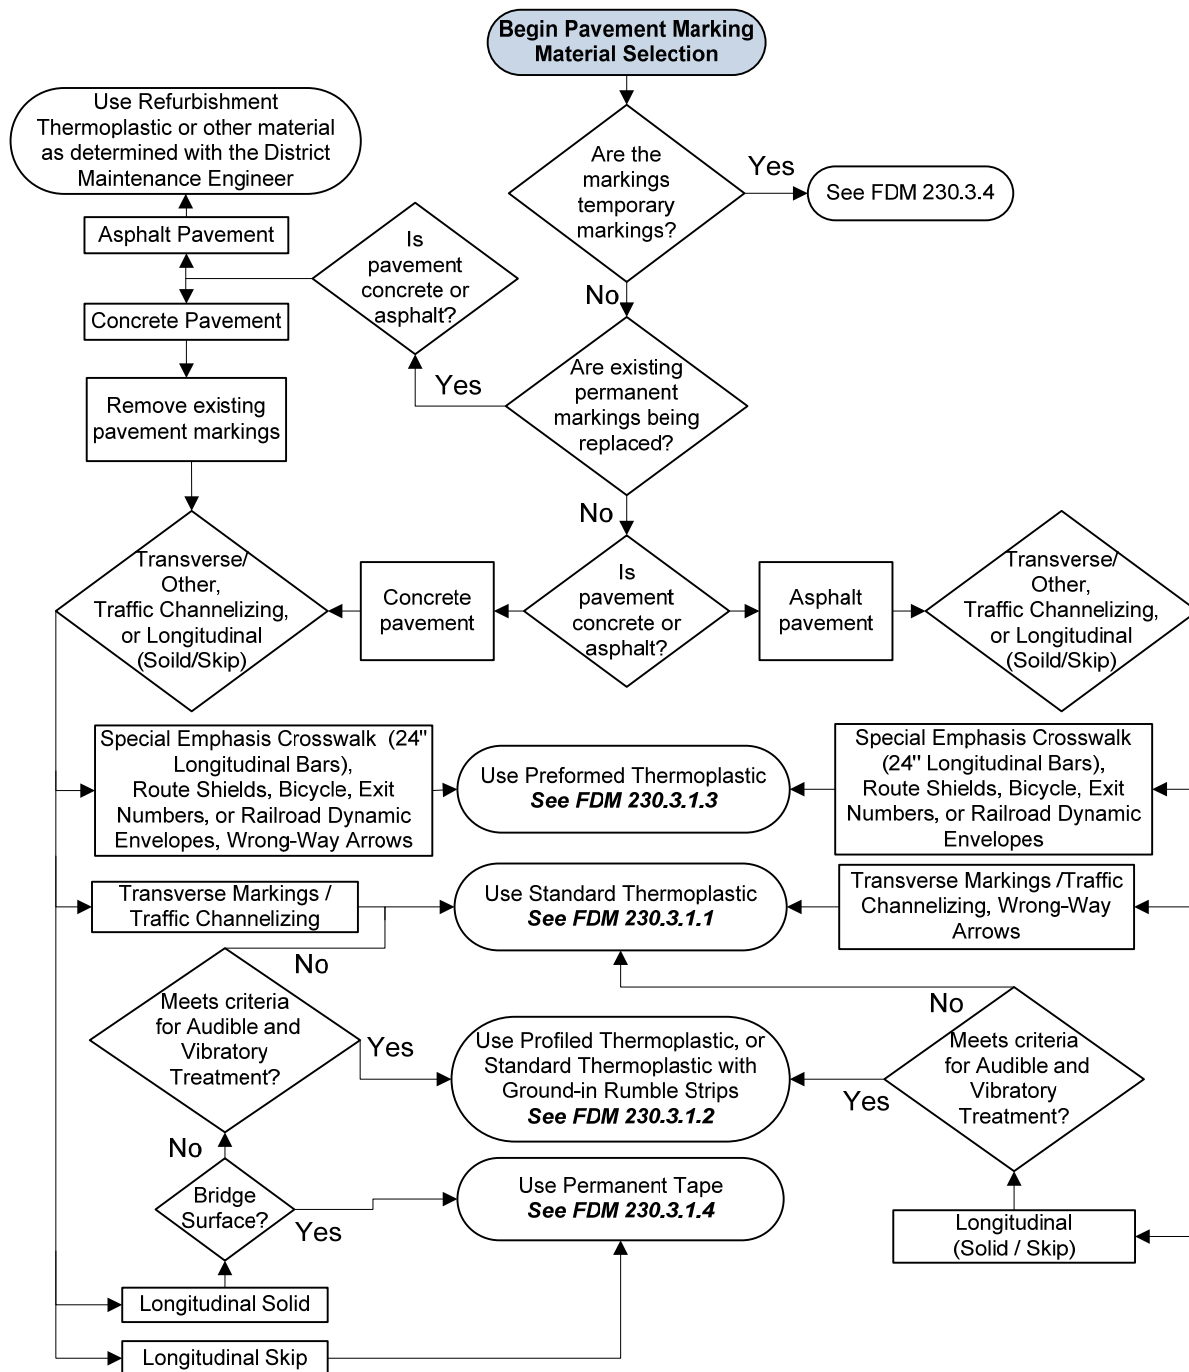 Begin Pavement Marking
Material Selection
Use Refurbishment
Thermoplastic or other material
as determined with the District
Maintenance Engineer
Are the
markings
temporary
markings?
Yes
See FDM 230.3.4
Asphalt Pavement
Is
pavement
concrete or
asphalt?
No
Concrete Pavement
Are existing
permanent
markings being
replaced?
Yes
Remove existing
pavement markings
No
Transverse/
Other,
Traffic Channelizing,
or Longitudinal
(Soild/Skip)
Concrete
pavement
Is
pavement
concrete or
asphalt?
Asphalt
pavement
Transverse/
Other,
Traffic Channelizing,
or Longitudinal
(Soild/Skip)
Special Emphasis Crosswalk (24"
Longitudinal Bars),
Route Shields, Bicycle, Exit
Numbers, or Railroad Dynamic
Envelopes, Wrong-Way Arrows
Use Preformed Thermoplastic
See FDM 230.3.1.3
Special Emphasis Crosswalk
(24" Longitudinal Bars),
Route Shields, Bicycle, Exit
Numbers, or Railroad Dynamic
Envelopes
Transverse Markings /
Traffic Channelizing
Use Standard Thermoplastic
See FDM 230.3.1.1
Transverse Markings /Traffic
Channelizing, Wrong-Way
Arrows
No
No
Meets criteria
for Audible and
Vibratory
Treatment?
Yes
Use Profiled Thermoplastic, or
Standard Thermoplastic with
Ground-in Rumble Strips
See FDM 230.3.1.2
Yes
Meets criteria
for Audible and
Vibratory
Treatment?
No
Bridge
Surface?
Yes
Use Permanent Tape
See FDM 230.3.1.4
Longitudinal
(Solid / Skip)
Longitudinal Solid
Longitudinal Skip